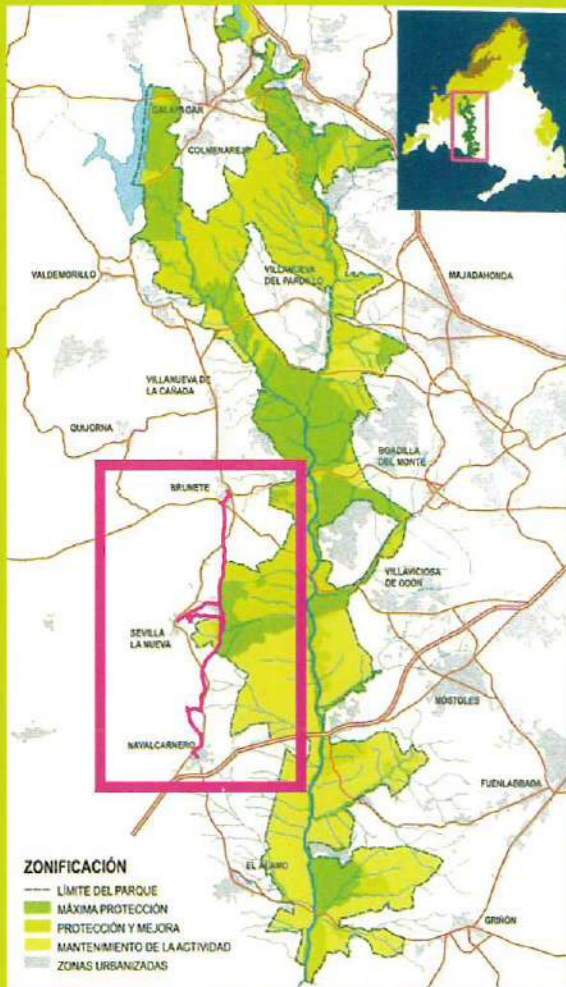 GALAPAGAR
COLMENAREJO
VALDEMORILLO
VILLANUEVA
DEL PARDILLO
MAJADAHONDA
VILLANUEVA DE
LA CAÑADA
QUIJORNA
BOADILLA
DEL MONTE
BRUNETE
VILLAVICIOSA
DE ODÓN
SEVILLA
LA NUEVA
MÓSTOLES
NAVALCARNERO
FUENLABRADA
EL ÁLAMO
GRIÑÓN
ZONIFICACIÓN
LÍMITE DEL PARQUE
MÁXIMA PROTECCIÓN
PROTECCIÓN Y MEJORA
MANTENIMIENTO DE LA ACTIVIDAD
ZONAS URBANIZADAS